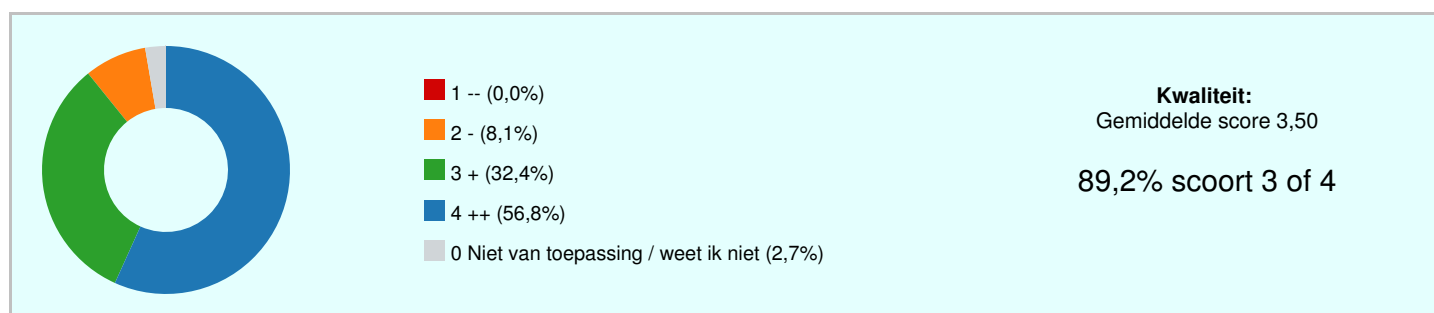 1 -- (0,0%)
2 - (8,1%)
3 + (32,4%)
4 ++ (56,8%)
0 Niet van toepassing / weet ik niet (2,7%)
Kwaliteit:
Gemiddelde score 3,50
89,2% scoort 3 of 4